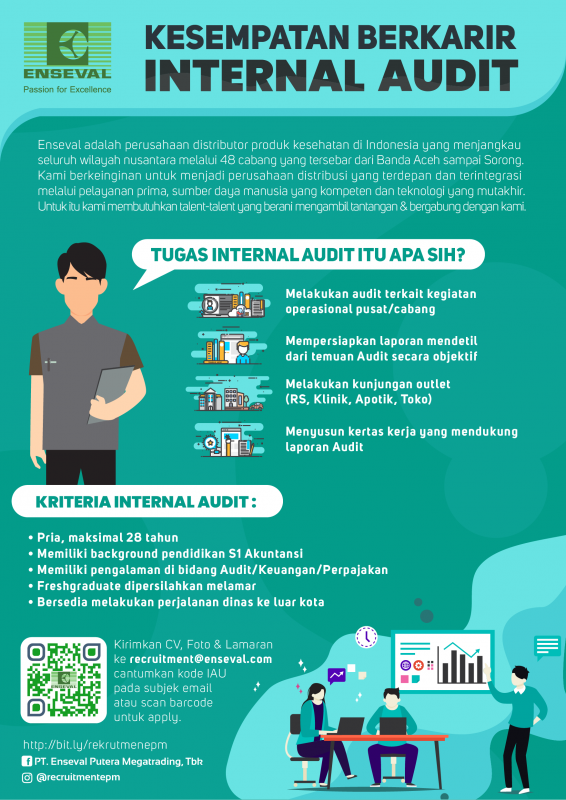 ENSEVAL
Passion for Excellence
KESEMPATAN BERKARIR
INTERNAL AUDIT
Enseval adalah perusahaan distributor produk kesehatan di Indonesia yang menjangkau
seluruh wilayah nusantara melalui 48 cabang yang tersebar dari Banda Aceh sampai Sorong.
Kami berkeinginan untuk menjadi perusahaan distribusi yang terdepan dan terintegrasi
melalui pelayanan prima, sumber daya manusia yang kompeten dan teknologi yang mutakhir.
Untuk itu kami membutuhkan talent-talent yang berani mengambil tantangan & bergabung dengan kami.
TUGAS INTERNAL AUDIT ITU APA SIH?
Melakukan audit terkait kegiatan
operasional pusat/cabang
Mempersiapkan laporan mendetil
dari temuan Audit secara objektif
Melakukan kunjungan outlet
(RS, Klinik, Apotik, Toko)
Menyusun kertas kerja yang mendukung
laporan Audit
KRITERIA INTERNAL AUDIT :
• Pria, maksimal 28 tahun
• Memiliki background pendidikan S1 Akuntansi
• Memiliki pengalaman di bidang Audit/Keuangan/Perpajakan
• Freshgraduate dipersilahkan melamar
• Bersedia melakukan perjalanan dinas ke luar kota
ENSEVAL
Kirimkan CV, Foto & Lamaran
ke recruitment@enseval.com
cantumkan kode IAU
pada subjek email
atau scan barcode
untuk apply.
http://bit.ly/rekrutmenepm
PT. Enseval Putera Megatrading, Tbk
@recruitmentepm